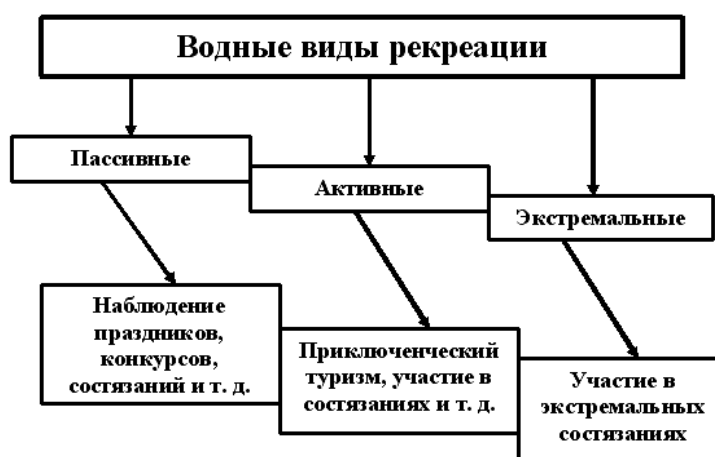 Водные виды рекреации
Пассивные
Активные
Экстремальные
Наблюдение
праздников,
конкурсов,
состязаний и т. д.
Приключенческий
туризм, участие в
состязаниях и т. д.
Участие в
экстремальных
состязаниях